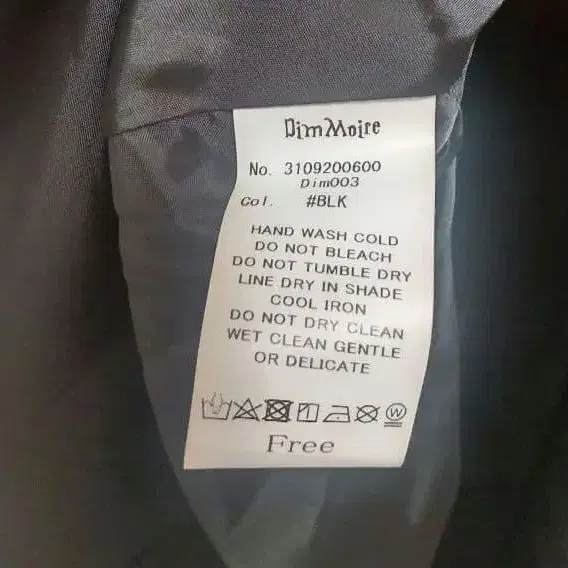 DimMoire
No. 3109200600
Dim003
Col. #BLK
HAND WASH COLD
DO NOT BLEACH
DO NOT TUMBLE DRY
LINE DRY IN SHADE
COOL IRON
DO NOT DRY CLEAN
WET CLEAN GENTLE
OR DELICATE
W
Free